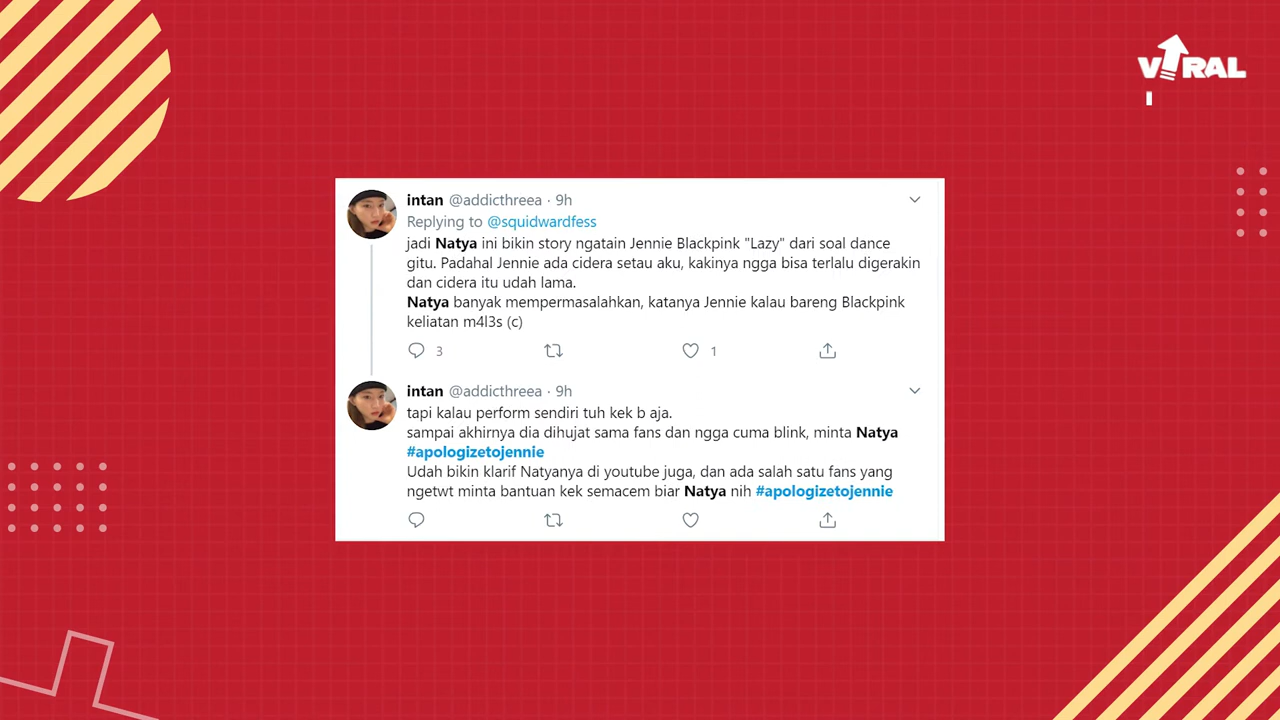 VIRAL
intan @addicthreea · 9h
Replying to @squidwardfess
jadi Natya ini bikin story ngatain Jennie Blackpink "Lazy" dari soal dance
gitu. Padahal Jennie ada cidera setau aku, kakinya ngga bisa terlalu digerakin
dan cidera itu udah lama.
Natya banyak mempermasalahkan, katanya Jennie kalau bareng Blackpink
keliatan m4l3s (c)
3
1
intan @addicthreea · 9h
tapi kalau perform sendiri tuh kek b aja.
sampai akhirnya dia dihujat sama fans dan ngga cuma blink, minta Natya
#apologizetojennie
Udah bikin klarif Natyanya di youtube juga, dan ada salah satu fans yang
ngetwt minta bantuan kek semacem biar Natya nih #apologizetojennie